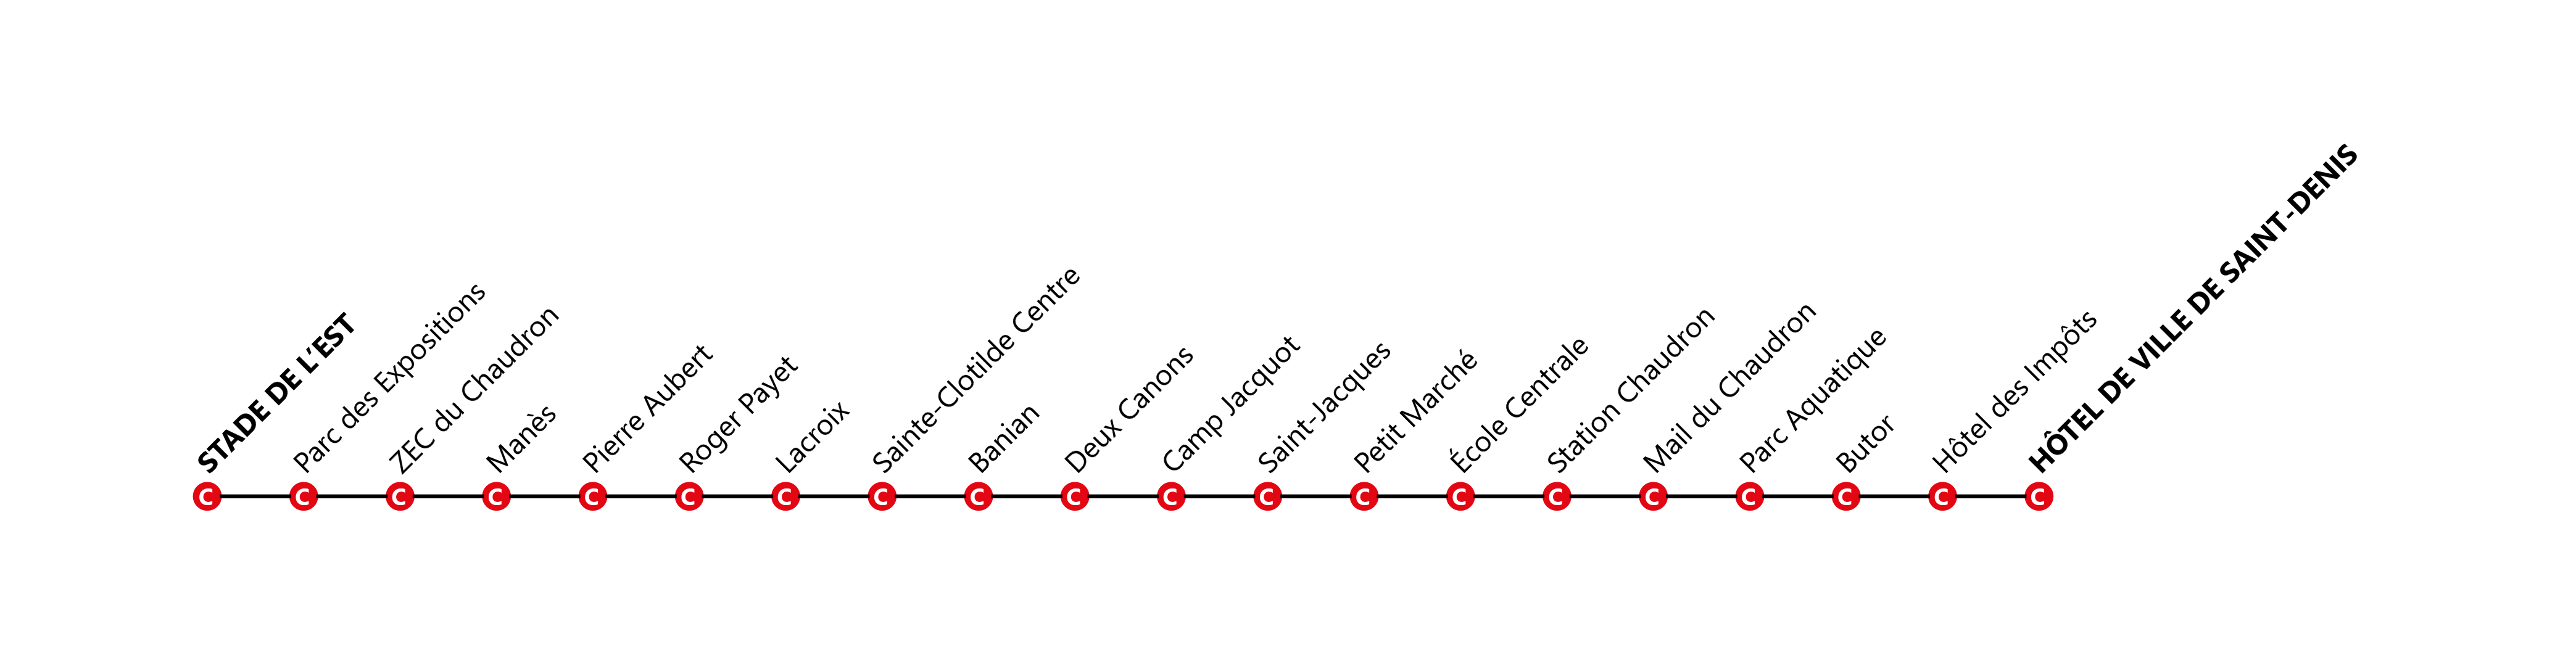 STADE DE L’EST
Parc des Expositions
ZEC du Chaudron
Manès
Pierre Aubert
Roger Payet
Lacroix
Sainte-Clotilde Centre
Banian
Deux Canons
Camp Jacquot
Saint-Jacques
Petit Marché
École Centrale
Station Chaudron
Mail du Chaudron
Parc Aquatique
Butor
Hôtel des Impôts
HÔTEL DE VILLE DE SAINT-DENIS
C C C C C C C C C C C C C C C C C C C C